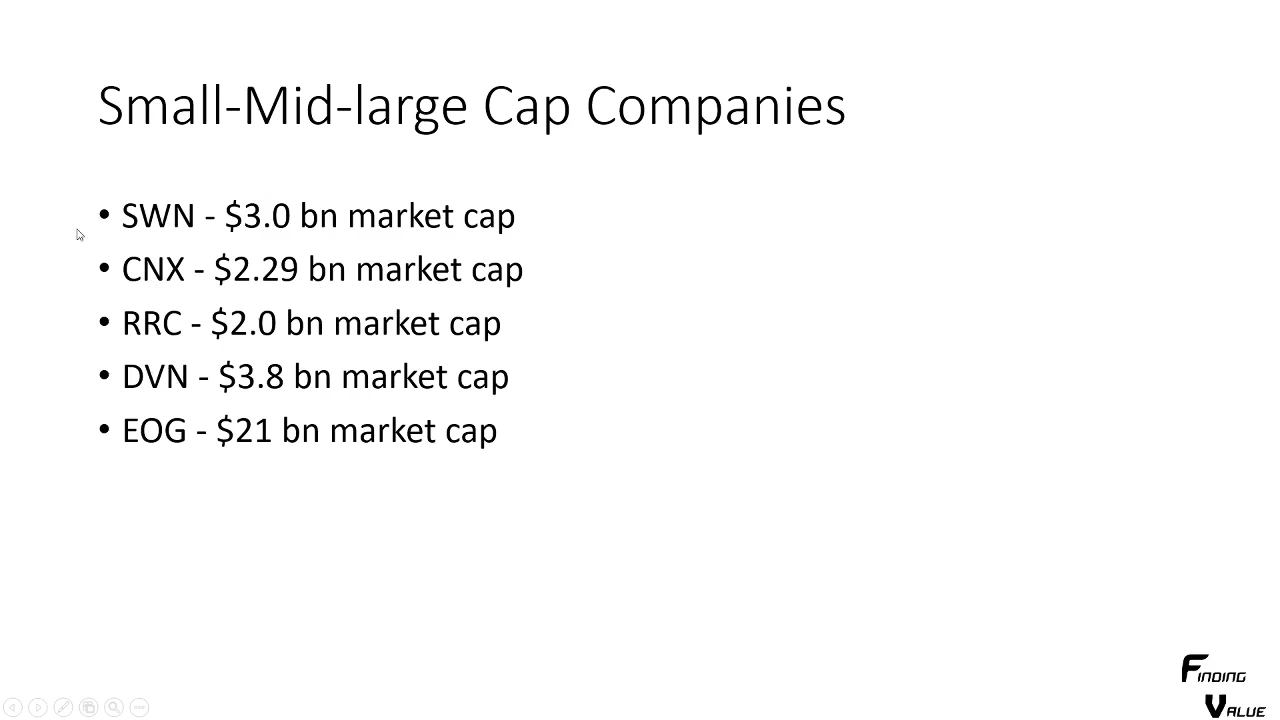 Small-Mid-large Cap Companies
• SWN - $3.0 bn market cap
• CNX - $2.29 bn market cap
• RRC - $2.0 bn market cap
• DVN - $3.8 bn market cap
• EOG - $21 bn market cap
Finding
Value